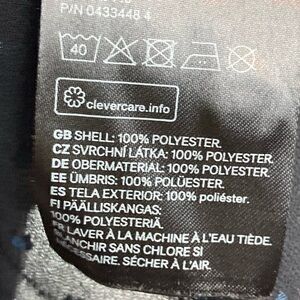 P/N 0433448 4
40
clevercare.info
GB SHELL: 100% POLYESTER.
CZ SVRCHNÍ LÁTKA: 100% POLYESTER.
DE OBERMATERIAL: 100% POLYESTER.
EE ÜMBRIS: 100% POLÜESTER.
ES TELA EXTERIOR: 100% poliéster.
FI PÄÄLLISKANGAS:
100% POLYESTERIÄ.
FR LAVER À LA MACHINE À L'EAU TIÈDE.
BLANCHIR SANS CHLORE SI
NÉCESSAIRE. SÉCHER À L'AIR.